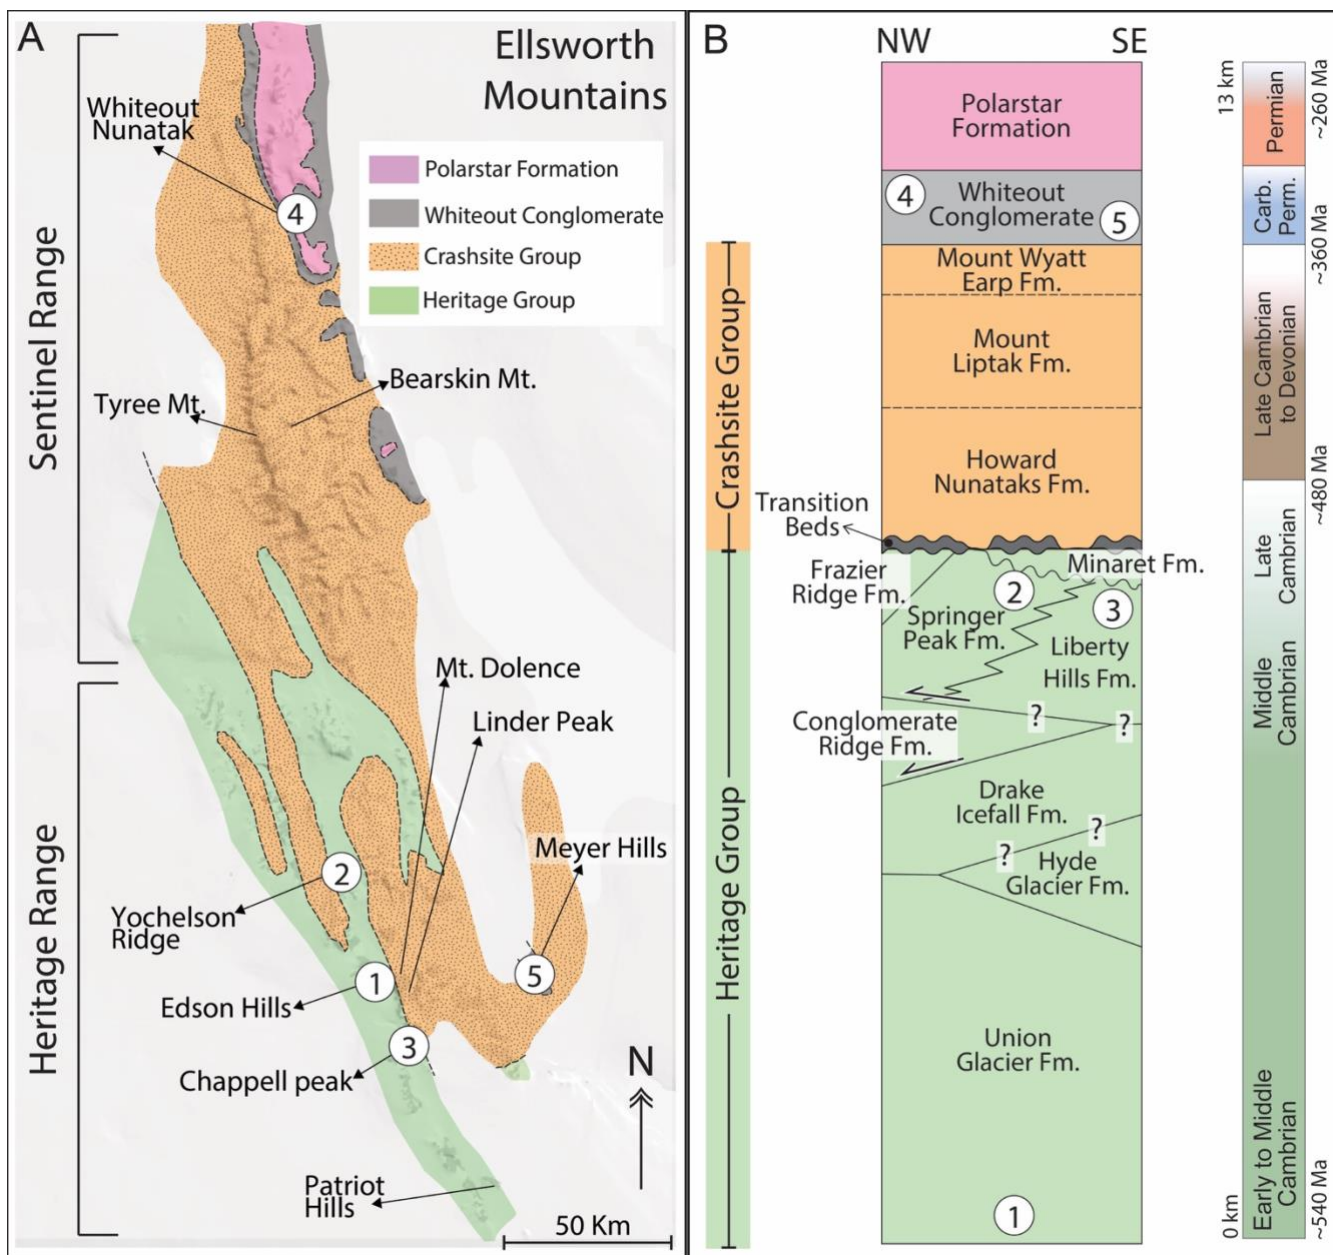 A
Ellsworth
Mountains
Whiteout
Nunatak
Polarstar Formation
Whiteout Conglomerate
Crashsite Group
Heritage Group
4
Sentinel Range
Bearskin Mt.
Tyree Mt.
Mt. Dolence
Linder Peak
Heritage Range
Meyer Hills
2
Yochelson
Ridge
1
5
Edson Hills
3
Chappell peak
N
Patriot
Hills
50 Km
B
NW
SE
Polarstar
Formation
4
Whiteout
Conglomerate
5
Mount Wyatt
Earp Fm.
Mount
Liptak Fm.
Howard
Nunataks Fm.
Crashsite Group
Transition
Beds
Frazier
Ridge Fm.
Minaret Fm.
2
3
Springer
Peak Fm.
Liberty
Hills Fm.
?
?
Conglomerate
Ridge Fm.
Drake
Icefall Fm.
?
?
Hyde
Glacier Fm.
Heritage Group
Union
Glacier Fm.
1
13 km
Permian
~260 Ma
Carb.
Perm.
~360 Ma
Late Cambrian
to Devonian
~480 Ma
Late
Cambrian
Middle
Cambrian
Early to Middle
Cambrian
0 km
~540 Ma